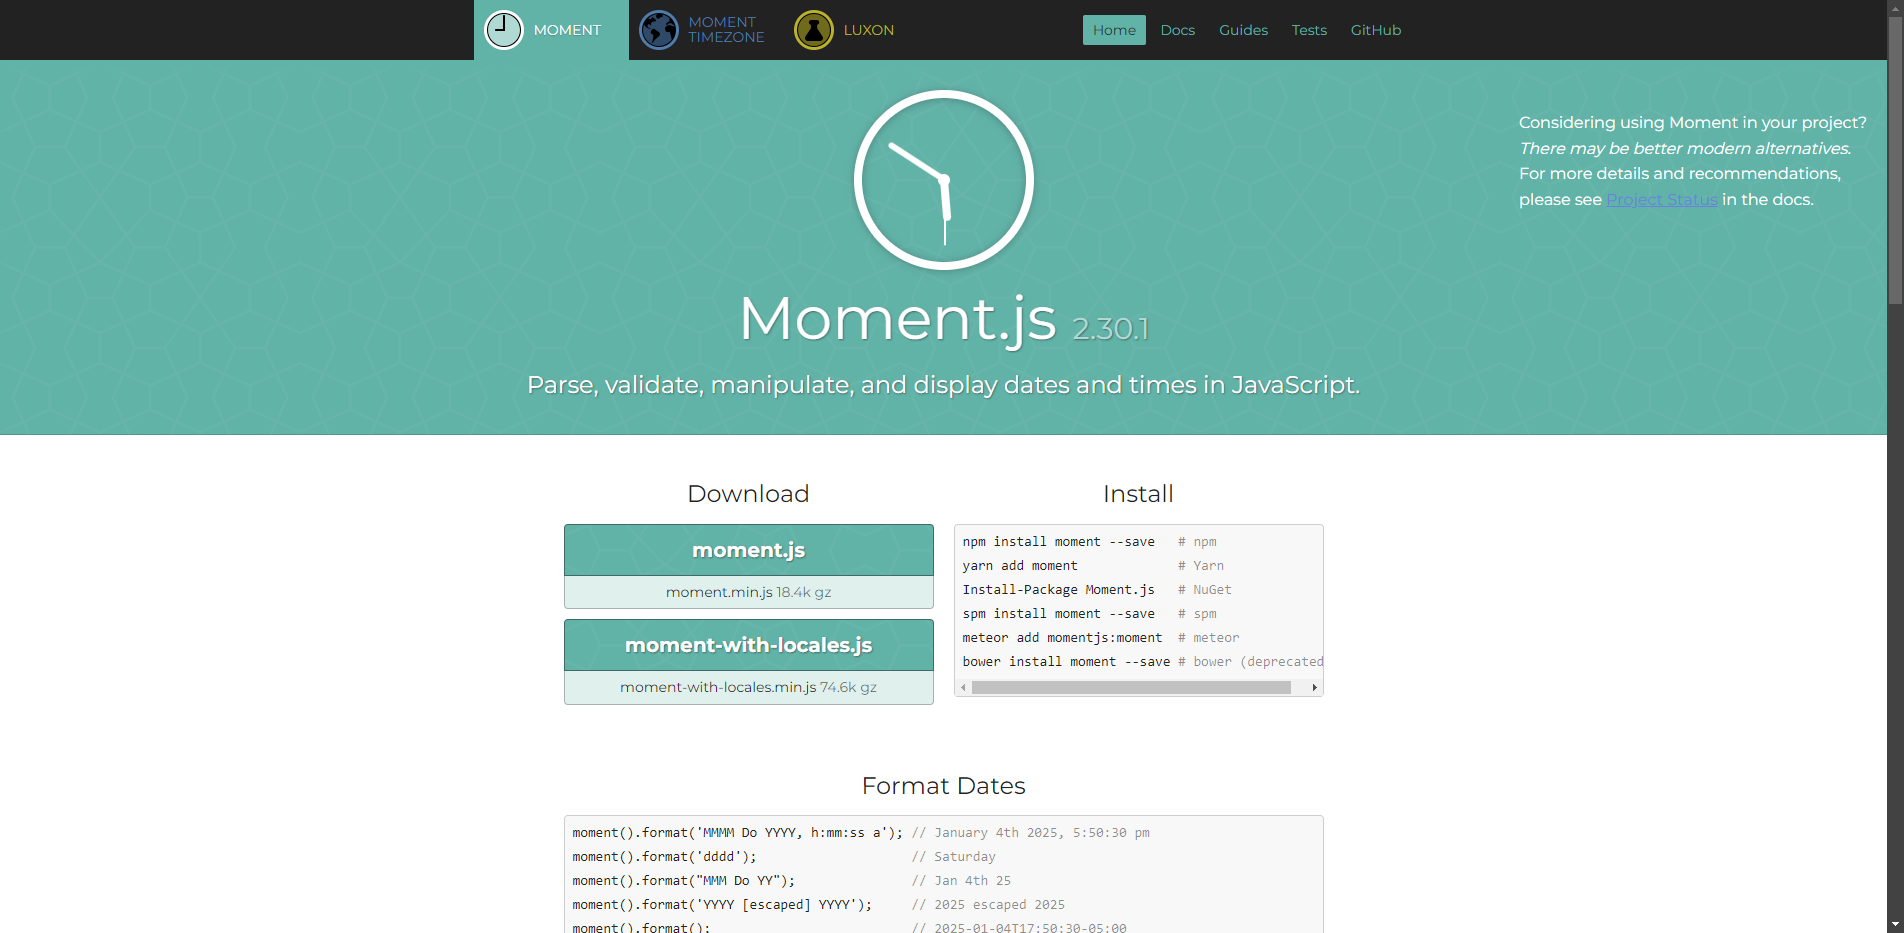 MOMENT
MOMENT
TIMEZONE
LUXON
Home Docs Guides Tests GitHub
Considering using Moment in your project?
There may be better modern alternatives.
For more details and recommendations,
please see Project Status in the docs.
Moment.js 2.30.1
Parse, validate, manipulate, and display dates and times in JavaScript.
Download
moment.js
moment.min.js 18.4k gz
moment-with-locales.js
moment-with-locales.min.js 74.6k gz
Install
npm install moment --save   # npm
yarn add moment             # Yarn
Install-Package Moment.js   # NuGet
spm install moment --save   # spm
meteor add momentjs:moment  # meteor
bower install moment --save # bower (deprecated
Format Dates
moment().format('MMMM Do YYYY, h:mm:ss a'); // January 4th 2025, 5:50:30 pm
moment().format('dddd');                    // Saturday
moment().format("MMM Do YY");               // Jan 4th 25
moment().format('YYYY [escaped] YYYY');     // 2025 escaped 2025
moment().format();                          // 2025-01-04T17:50:30-05:00